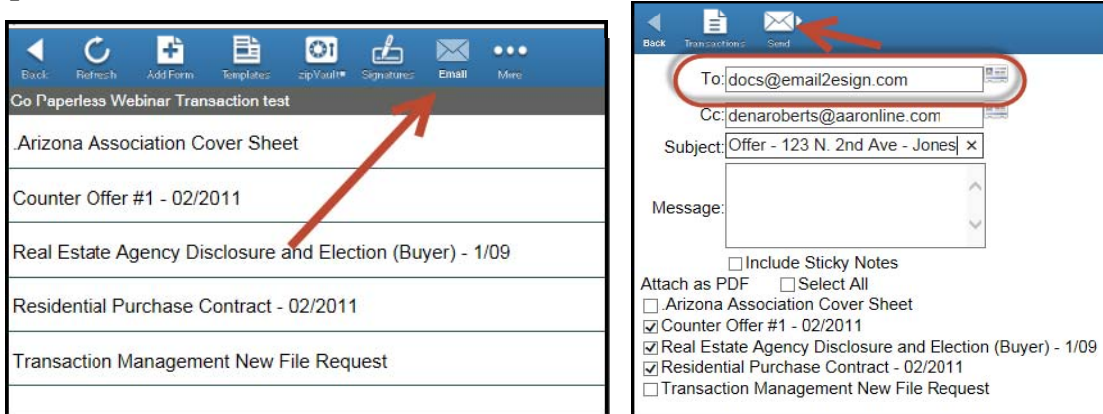 Back Refresh Add Form Templates zipVault® Signatures Email More
Go Paperless Webinar Transaction test
.Arizona Association Cover Sheet
Counter Offer #1 - 02/2011
Real Estate Agency Disclosure and Election (Buyer) - 1/09
Residential Purchase Contract - 02/2011
Transaction Management New File Request
Back Transactions Send
To: docs@email2esign.com
Cc: denaroberts@aaronline.com
Subject: Offer - 123 N. 2nd Ave - Jones ×
Message:
Include Sticky Notes
Attach as PDF Select All
.Arizona Association Cover Sheet
Counter Offer #1 - 02/2011
Real Estate Agency Disclosure and Election (Buyer) - 1/09
Residential Purchase Contract - 02/2011
Transaction Management New File Request